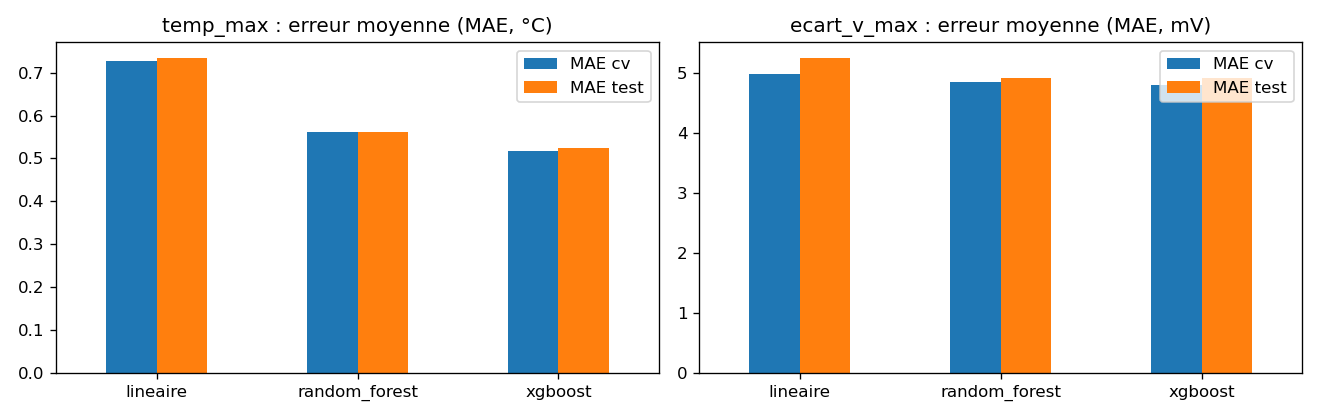 temp_max : erreur moyenne (MAE, °C)
0.7
0.6
0.5
0.4
0.3
0.2
0.1
0.0
MAE cv
MAE test
lineaire
random_forest
xgboost
ecart_v_max : erreur moyenne (MAE, mV)
5
4
3
2
1
0
MAE cv
MAE test
lineaire
random_forest
xgboost